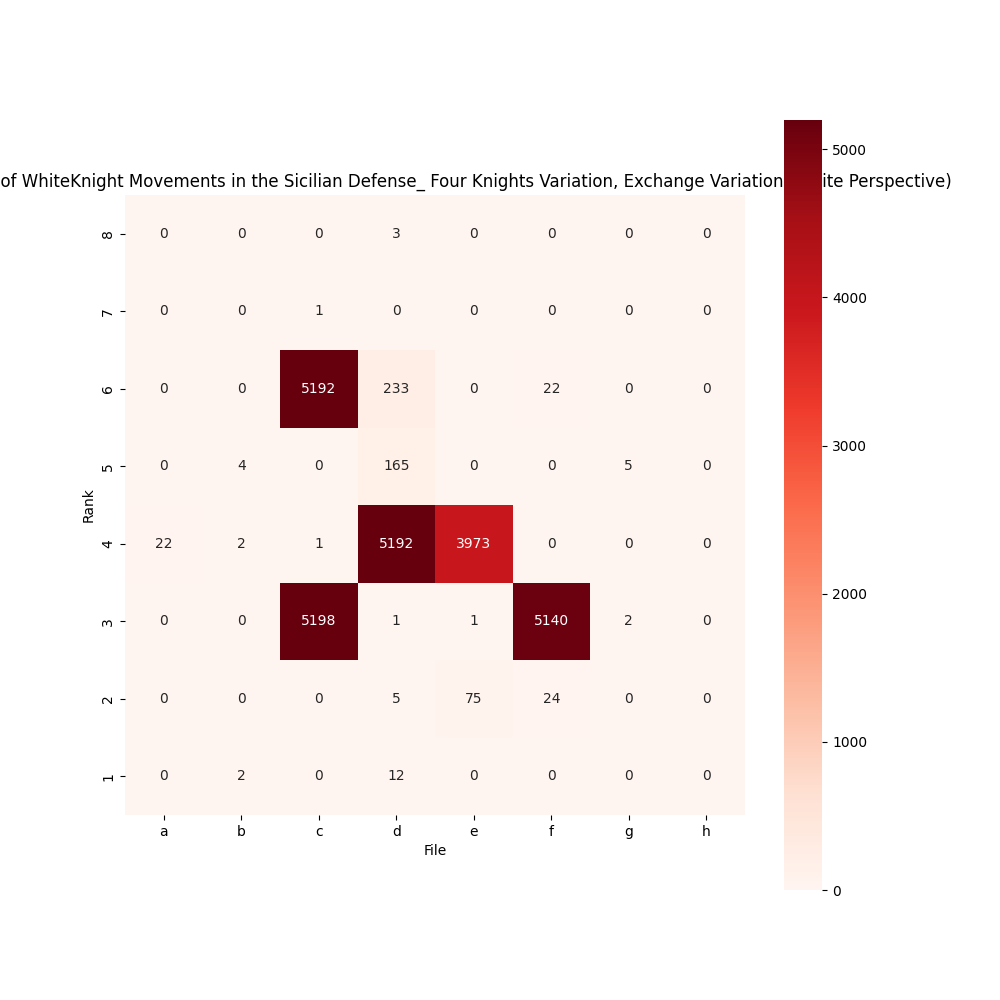 of WhiteKnight Movements in the Sicilian Defense_ Four Knights Variation, Exchange Variation ite Perspective)
8 0 0 0 3 0 0 0 0
7 0 0 1 0 0 0 0 0
6 0 0 5192 233 0 22 0 0
5 0 4 0 165 0 0 5 0
4 22 2 1 5192 3973 0 0 0
3 0 0 5198 1 1 5140 2 0
2 0 0 0 5 75 24 0 0
1 0 2 0 12 0 0 0 0
a b c d e f g h
File
Rank
5000
4000
3000
2000
1000
0